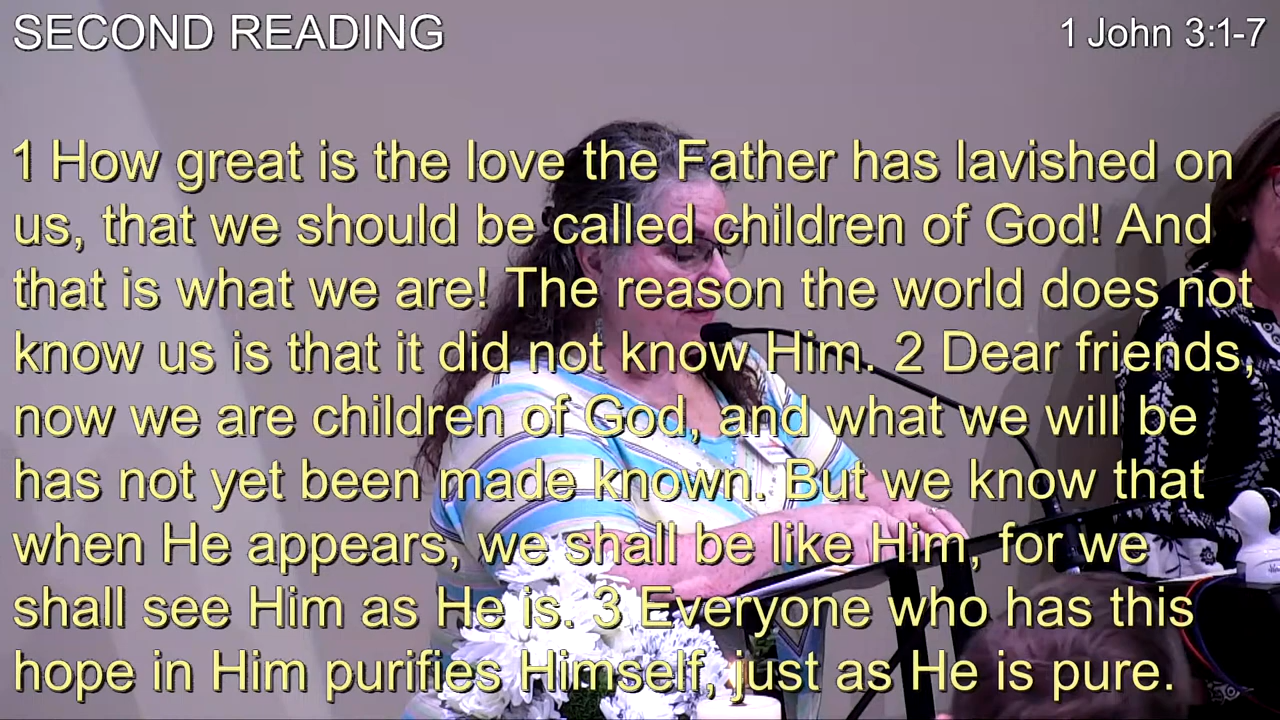 SECOND READING
1 John 3:1-7
1 How great is the love the Father has lavished on
us, that we should be called children of God! And
that is what we are! The reason the world does not
know us is that it did not know Him. 2 Dear friends,
now we are children of God, and what we will be
has not yet been made known. But we know that
when He appears, we shall be like Him, for we
shall see Him as He is. 3 Everyone who has this
hope in Him purifies Himself, just as He is pure.